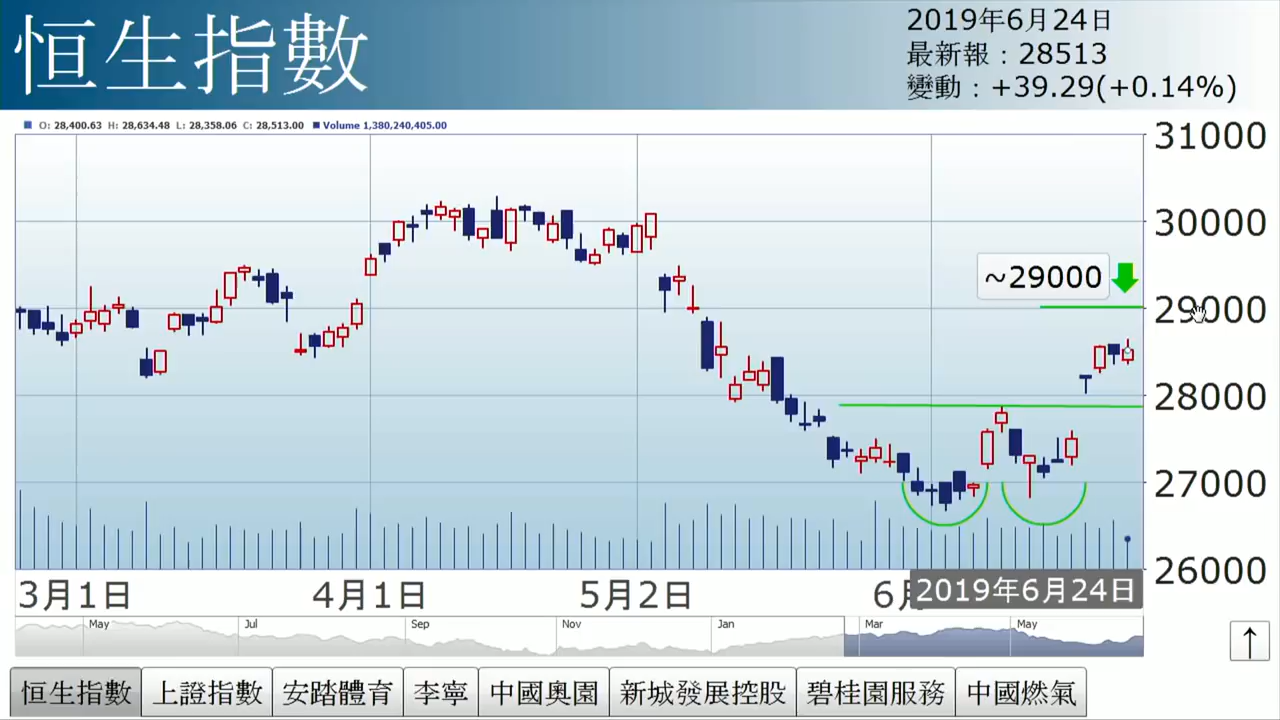 恒生指數
2019年6月24日
最新報：28513
變動：+39.29(+0.14%)
O: 28,400.63 H: 28,634.48 L: 28,358.06 C: 28,513.00 Volume 1,380,240,405.00
31000
30000
~29000
29000
28000
27000
26000
3月1日 4月1日 5月2日 6月 2019年6月24日
May Jul Sep Nov Jan Mar May
↑
恒生指數 上證指數 安踏體育 李寧 中國奧園 新城發展控股 碧桂園服務 中國燃氣